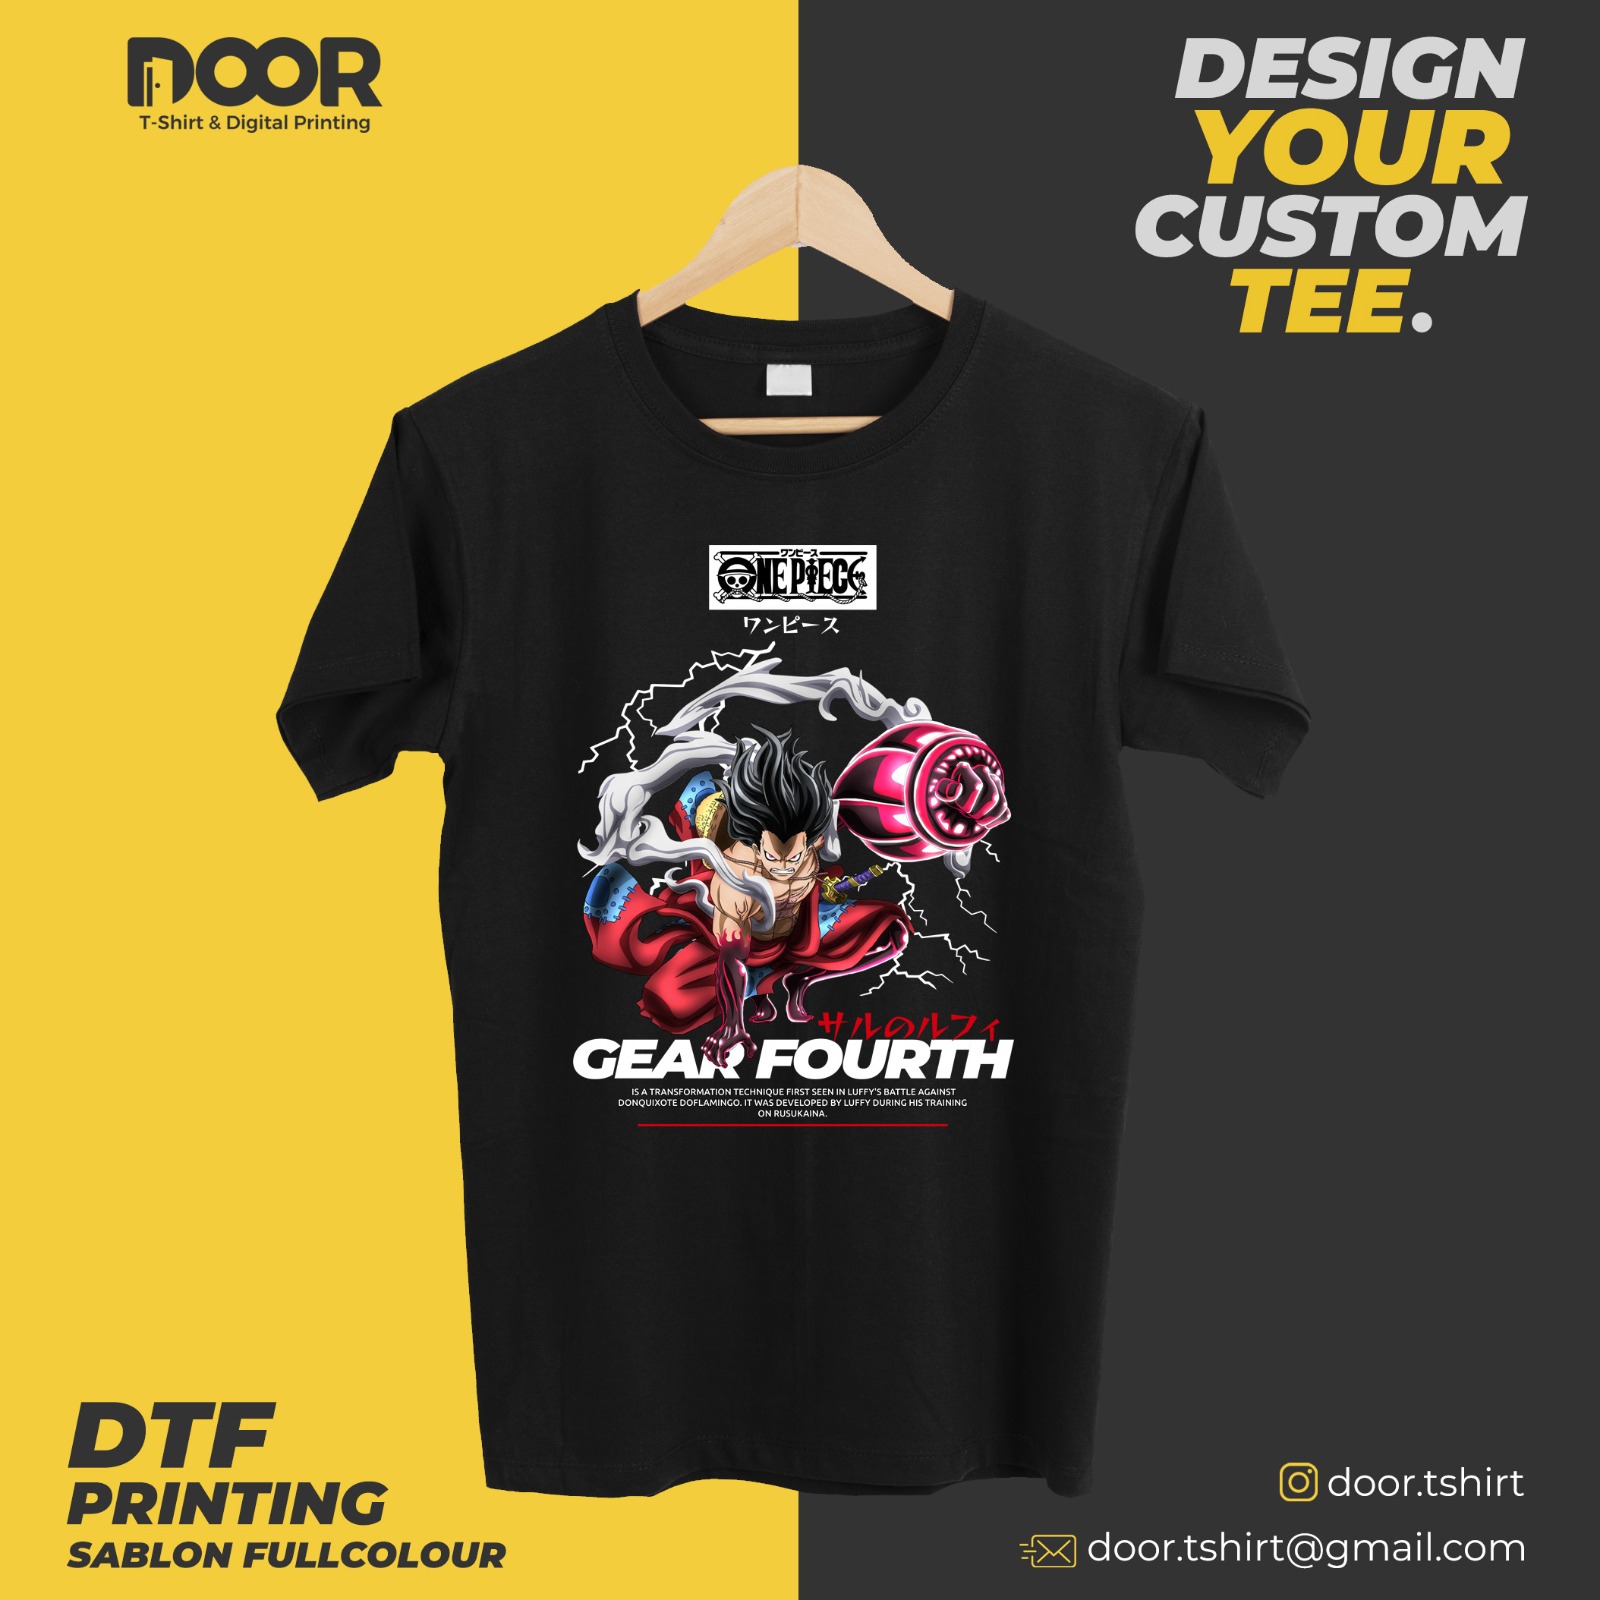 DOOR
T-Shirt & Digital Printing
DESIGN
YOUR
CUSTOM
TEE.
ワンピース
ONE PIECE
ワンピース
サルのルフィ
GEAR FOURTH
IS A TRANSFORMATION TECHNIQUE FIRST SEEN IN LUFFY'S BATTLE AGAINST
DONQUIXOTE DOFLAMINGO. IT WAS DEVELOPED BY LUFFY DURING HIS TRAINING
ON RUSUKAINA.
DTF
PRINTING
SABLON FULLCOLOUR
door.tshirt
door.tshirt@gmail.com